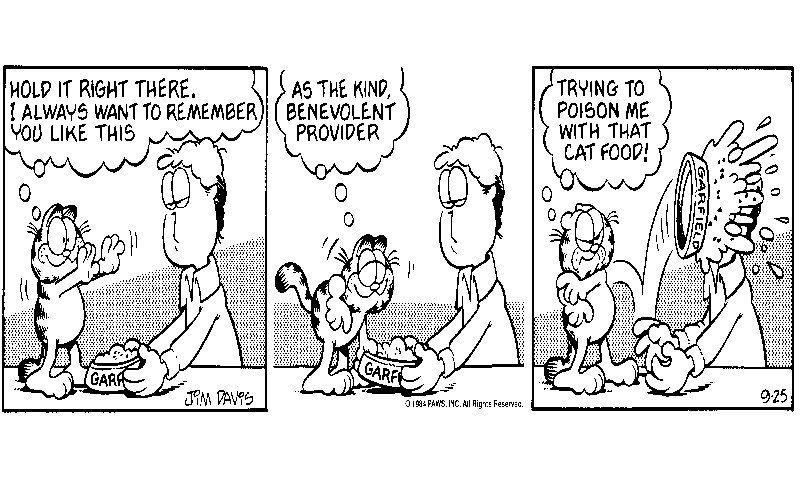 HOLD IT RIGHT THERE.
I ALWAYS WANT TO REMEMBER
YOU LIKE THIS
GARF
JIM DAVIS
AS THE KIND,
BENEVOLENT
PROVIDER
GARF
© 1984 PAWS, INC. All Rights Reserved.
TRYING TO
POISON ME
WITH THAT
CAT FOOD!
GARFIELD
9-25